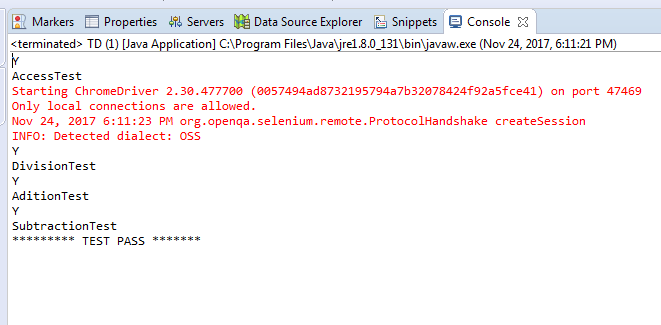 Markers Properties Servers Data Source Explorer Snippets Console
<terminated> TD (1) [Java Application] C:\Program Files\Java\jre1.8.0_131\bin\javaw.exe (Nov 24, 2017, 6:11:21 PM)
Y
AccessTest
Starting ChromeDriver 2.30.477700 (0057494ad8732195794a7b32078424f92a5fce41) on port 47469
Only local connections are allowed.
Nov 24, 2017 6:11:23 PM org.openqa.selenium.remote.ProtocolHandshake createSession
INFO: Detected dialect: OSS
Y
DivisionTest
Y
AditionTest
Y
SubtractionTest
********* TEST PASS *******